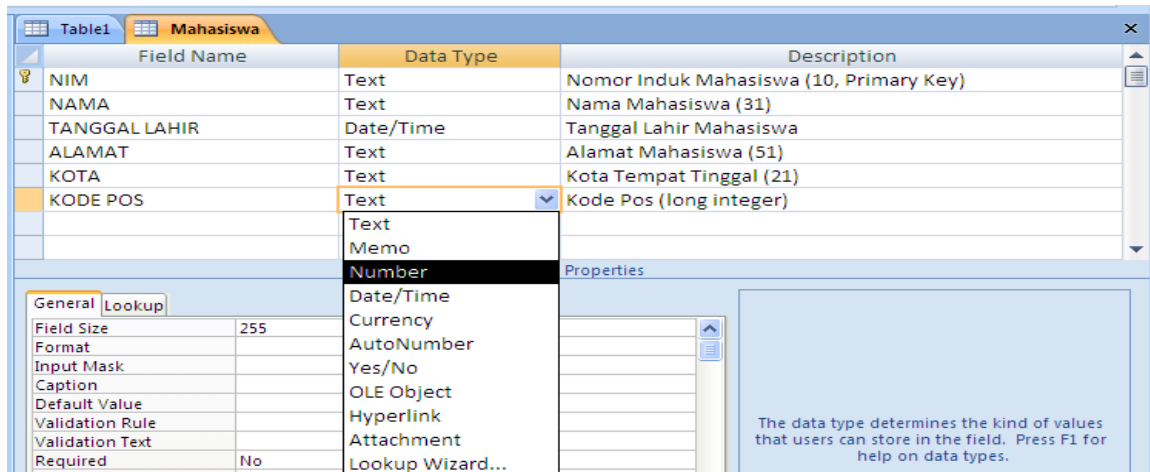 Table1 Mahasiswa
Field Name Data Type Description
NIM Text Nomor Induk Mahasiswa (10, Primary Key)
NAMA Text Nama Mahasiswa (31)
TANGGAL LAHIR Date/Time Tanggal Lahir Mahasiswa
ALAMAT Text Alamat Mahasiswa (51)
KOTA Text Kota Tempat Tinggal (21)
KODE POS Text Kode Pos (long integer)
Text
Memo
Number
Date/Time
Currency
AutoNumber
Yes/No
OLE Object
Hyperlink
Attachment
Lookup Wizard...
Properties
General Lookup
Field Size 255
Format
Input Mask
Caption
Default Value
Validation Rule
Validation Text
Required No
The data type determines the kind of values
that users can store in the field. Press F1 for
help on data types.